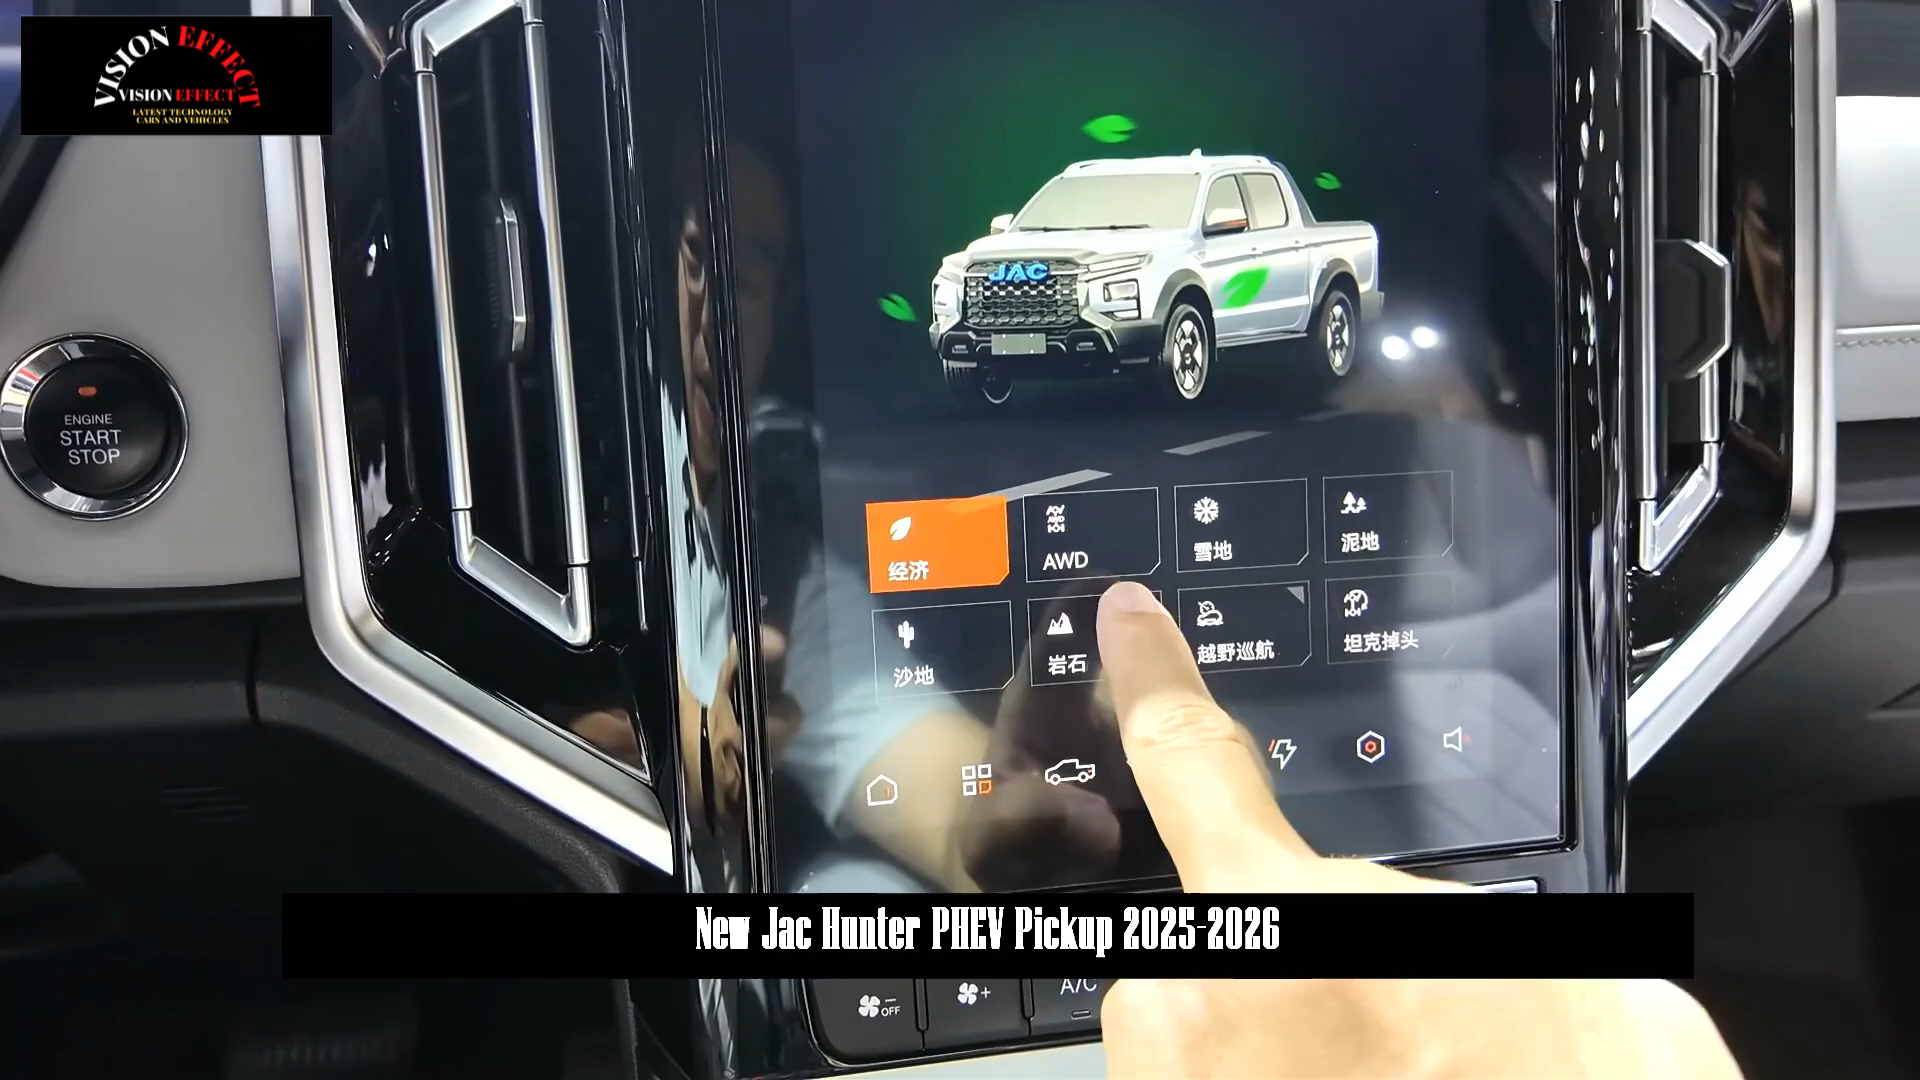 VISION EFFECT
VISION EFFECT
LATEST TECHNOLOGY
CARS AND VEHICLES
JAC
ENGINE
START
STOP
经济
AWD
雪地
泥地
沙地
岩石
越野巡航
坦克掉头
New Jac Hunter PHEV Pickup 2025-2026
OFF
A/C